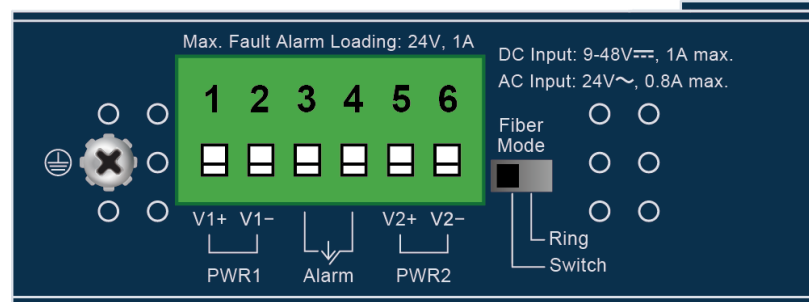 Max. Fault Alarm Loading: 24V, 1A
DC Input: 9-48V⎓, 1A max.
AC Input: 24V～, 0.8A max.
1 2 3 4 5 6
Fiber
Mode
V1+ V1− V2+ V2−
PWR1 Alarm PWR2
Ring
Switch